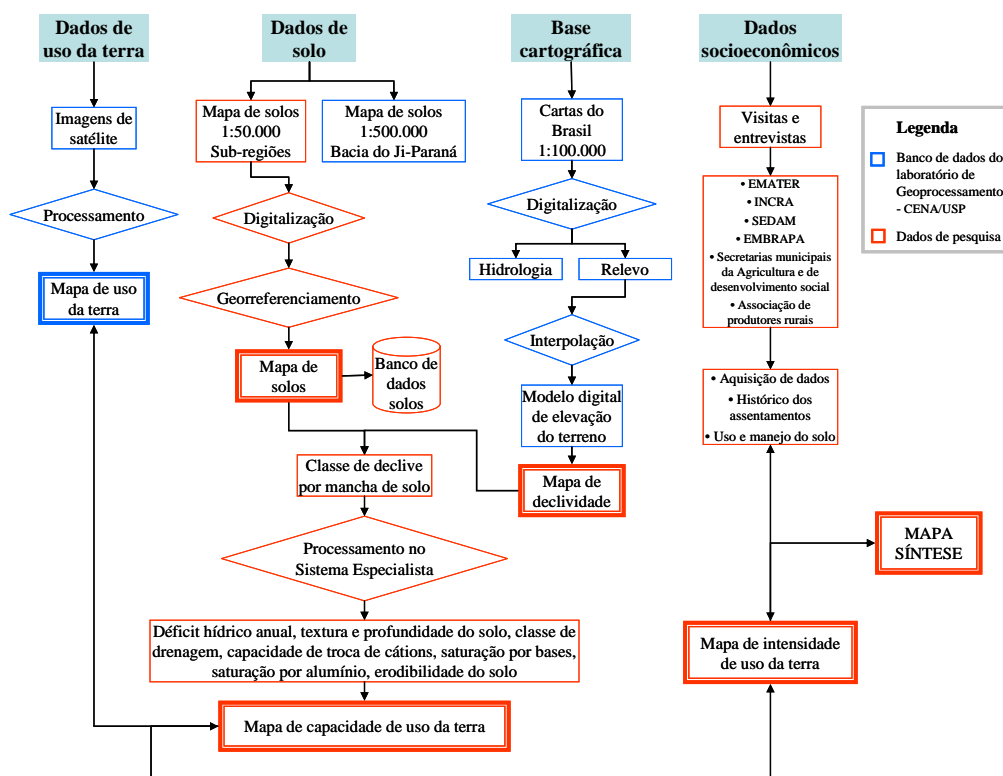 Dados de
uso da terra
Dados de
solo
Base
cartográfica
Dados
socioeconômicos
Imagens de
satélite
Processamento
Mapa de uso
da terra
Mapa de solos
1:50.000
Sub-regiões
Mapa de solos
1:500.000
Bacia do Ji-Paraná
Digitalização
Georreferenciamento
Mapa de
solos
Banco de
dados
solos
Classe de declive
por mancha de solo
Processamento no
Sistema Especialista
Déficit hídrico anual, textura e profundidade do solo, classe de
drenagem, capacidade de troca de cátions, saturação por bases,
saturação por alumínio, erodibilidade do solo
Mapa de capacidade de uso da terra
Cartas do
Brasil
1:100.000
Digitalização
Hidrologia
Relevo
Interpolação
Modelo digital
de elevação
do terreno
Mapa de
declividade
Visitas e
entrevistas
• EMATER
• INCRA
• SEDAM
• EMBRAPA
• Secretarias municipais
da Agricultura e de
desenvolvimento social
• Associação de
produtores rurais
• Aquisição de dados
• Histórico dos
assentamentos
• Uso e manejo do solo
MAPA
SÍNTESE
Mapa de intensidade
de uso da terra
Legenda
Banco de dados do
laboratório de
Geoprocessamento
- CENA/USP
Dados de pesquisa